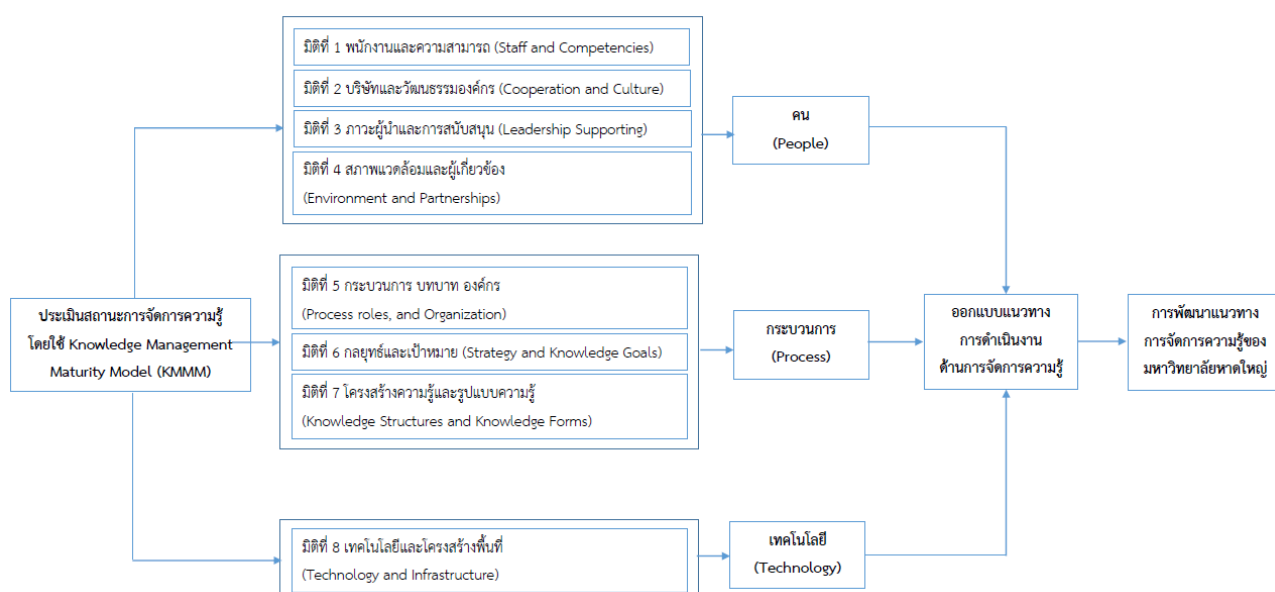 มิติที่ 1 พนักงานและความสามารถ (Staff and Competencies)
มิติที่ 2 บริษัทและวัฒนธรรมองค์กร (Cooperation and Culture)
มิติที่ 3 ภาวะผู้นำและการสนับสนุน (Leadership Supporting)
มิติที่ 4 สภาพแวดล้อมและผู้เกี่ยวข้อง
(Environment and Partnerships)
คน
(People)
ประเมินสถานะการจัดการความรู้
โดยใช้ Knowledge Management
Maturity Model (KMMM)
มิติที่ 5 กระบวนการ บทบาท องค์กร
(Process roles, and Organization)
มิติที่ 6 กลยุทธ์และเป้าหมาย (Strategy and Knowledge Goals)
มิติที่ 7 โครงสร้างความรู้และรูปแบบความรู้
(Knowledge Structures and Knowledge Forms)
กระบวนการ
(Process)
ออกแบบแนวทาง
การดำเนินงาน
ด้านการจัดการความรู้
การพัฒนาแนวทาง
การจัดการความรู้ของ
มหาวิทยาลัยหาดใหญ่
มิติที่ 8 เทคโนโลยีและโครงสร้างพื้นที่
(Technology and Infrastructure)
เทคโนโลยี
(Technology)